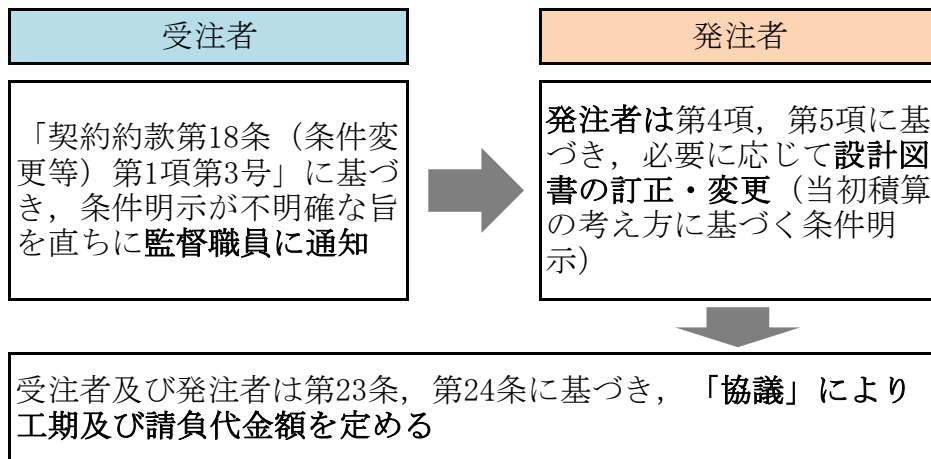 受注者
発注者
「契約約款第18条（条件変
更等）第1項第3号」に基づ
き，条件明示が不明確な旨
を直ちに監督職員に通知
発注者は第4項，第5項に基
づき，必要に応じて設計図
書の訂正・変更（当初積算
の考え方に基づく条件明
示）
受注者及び発注者は第23条，第24条に基づき，「協議」により
工期及び請負代金額を定める